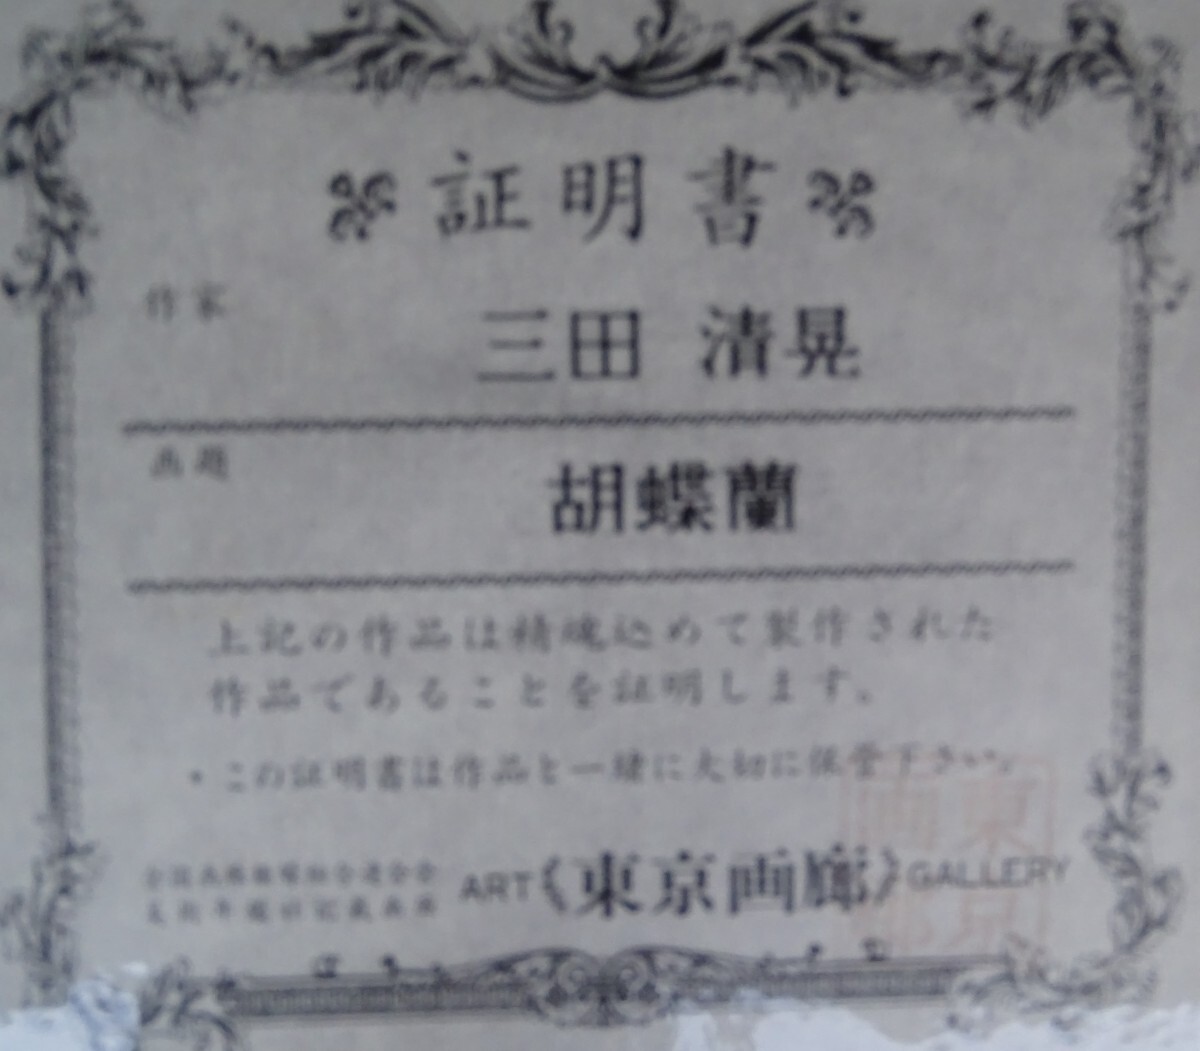 証明書
作家
三田 清晃
画題
胡蝶蘭
上記の作品は精魂込めて製作された
作品であることを証明します。
・この証明書は作品と一緒に大切に保管下さい。
ART《東京画廊》GALLERY